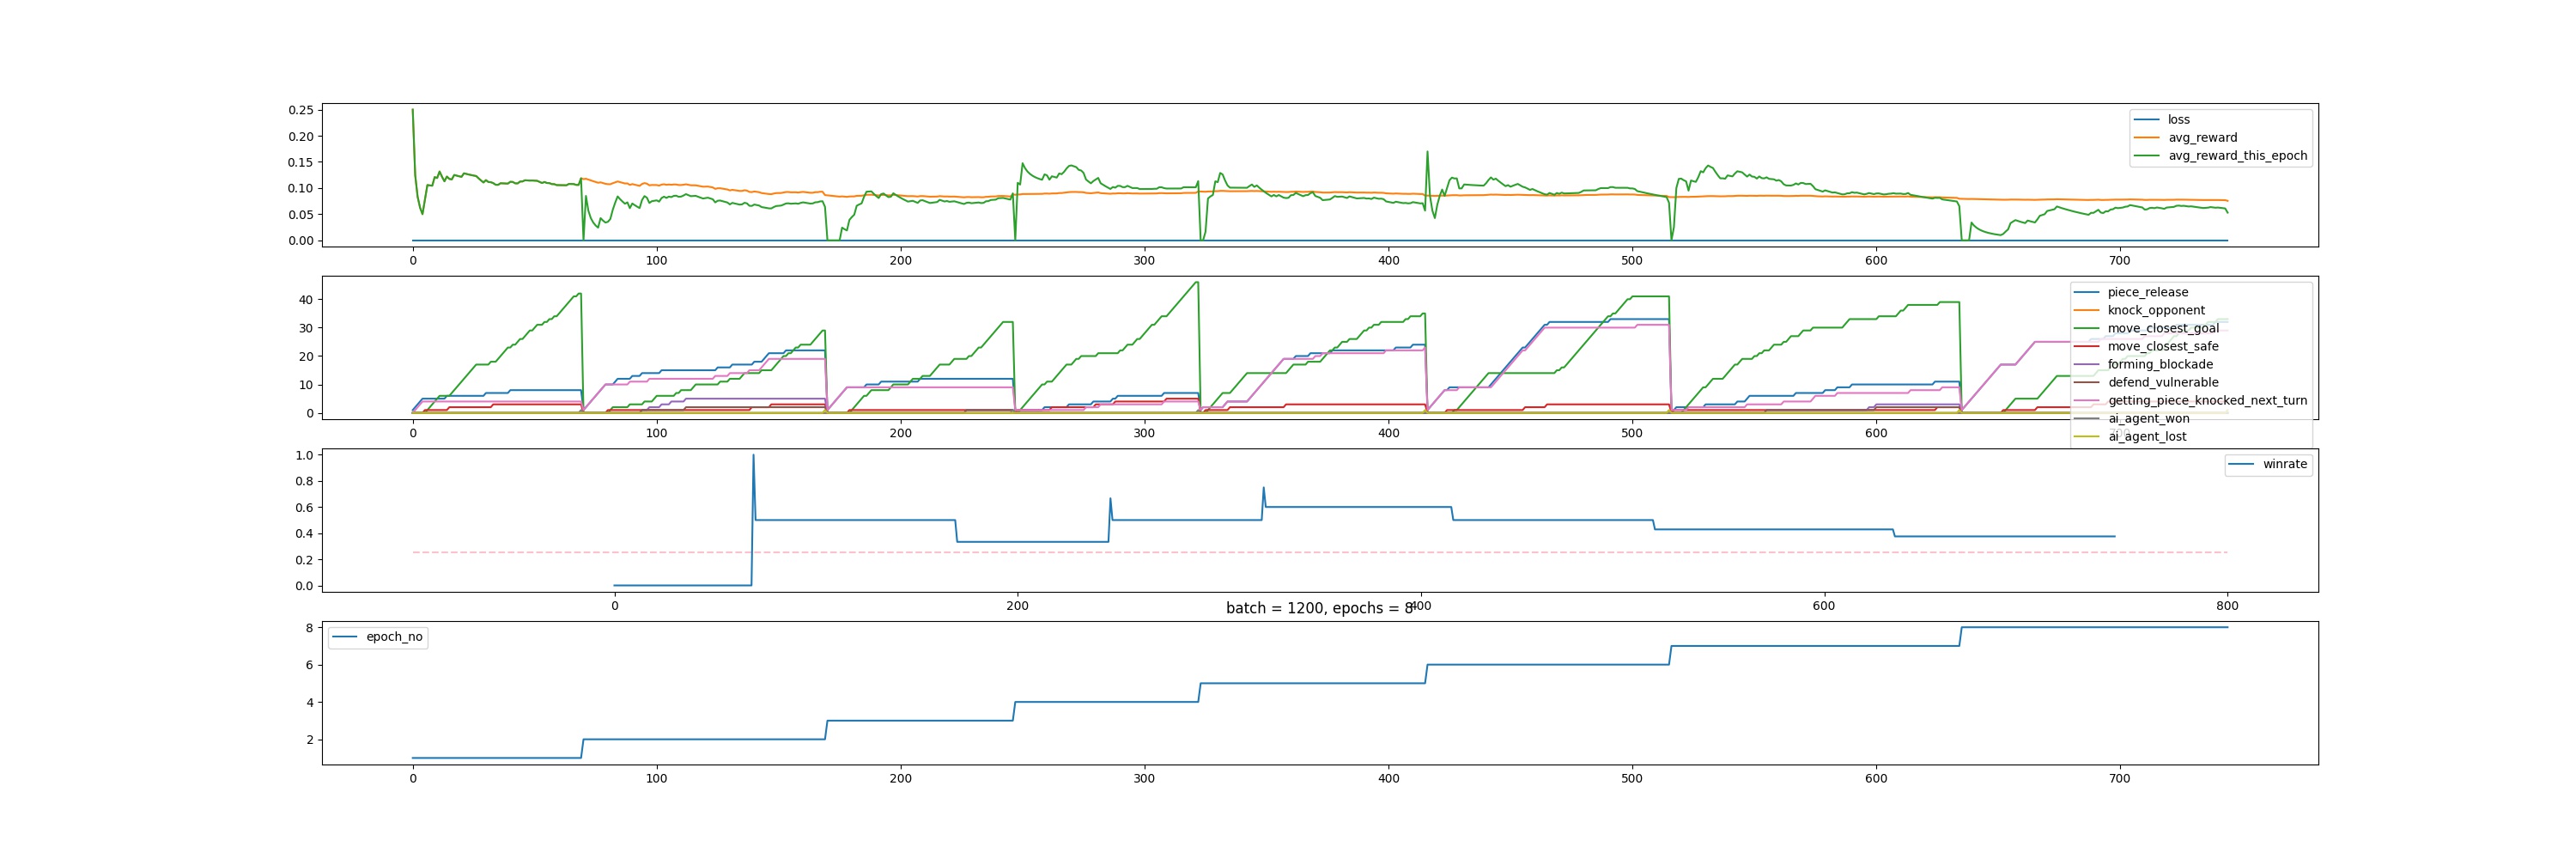 0.25
0.20
0.15
0.10
0.05
0.00
loss
avg_reward
avg_reward_this_epoch
0 100 200 300 400 500 600 700
40
30
20
10
0
piece_release
knock_opponent
move_closest_goal
move_closest_safe
forming_blockade
defend_vulnerable
getting_piece_knocked_next_turn
ai_agent_won
ai_agent_lost
0 100 200 300 400 500 600 700
1.0
0.8
0.6
0.4
0.2
0.0
winrate
0 200 400 600 800
batch = 1200, epochs = 8
8
6
4
2
epoch_no
0 100 200 300 400 500 600 700